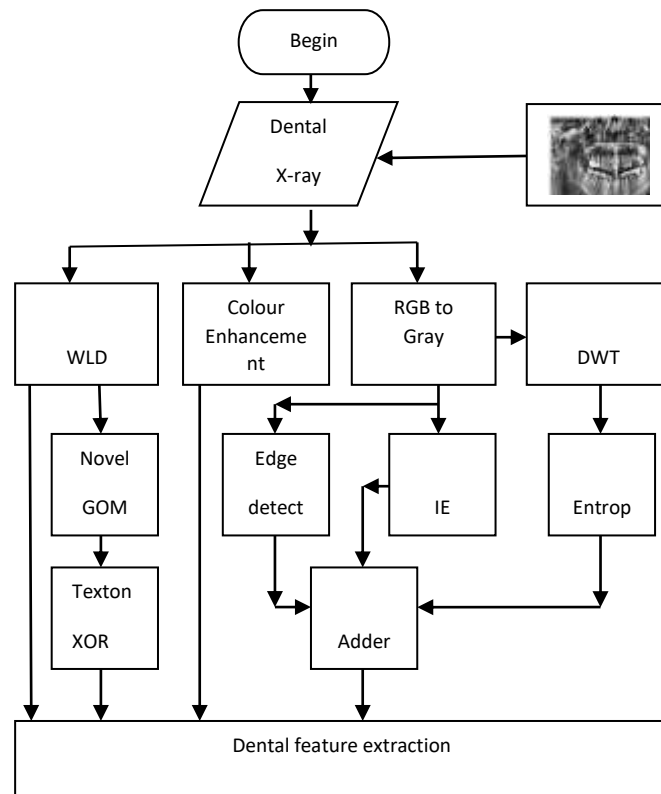 Begin
Dental
X-ray
WLD
Colour
Enhanceme
nt
RGB to
Gray
DWT
Novel
GOM
Edge
detect
IE
Entrop
Texton
XOR
Adder
Dental feature extraction